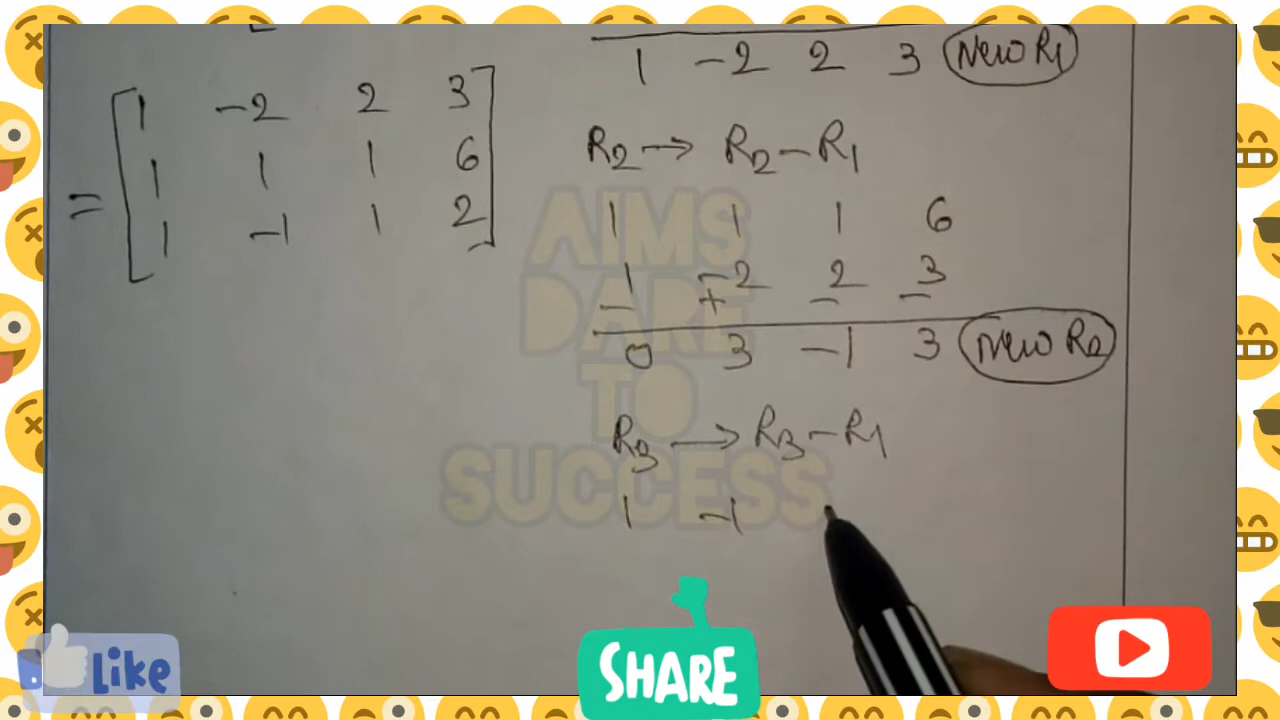 1 -2 2 3 New R1
= [ 1 -2 2 3
1 1 1 6
1 -1 1 2 ]
R2 → R2 - R1
1 1 1 6
1 -2 2 3
- + - -
0 3 -1 3 New R2
R3 → R3 - R1
1 -1
AIMS
DARE
TO
SUCCESS
Like
SHARE